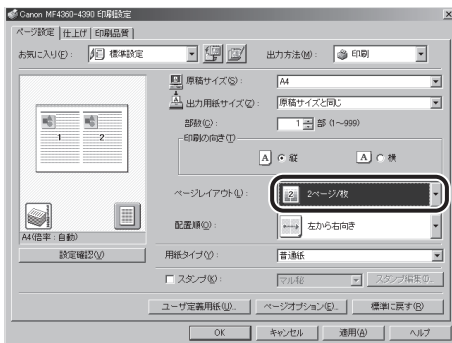 Canon MF4360-4390 印刷設定
ページ設定 仕上げ 印刷品質
お気に入り(F): 標準設定 出力方法(M): 印刷
原稿サイズ(S): A4
出力用紙サイズ(Z): 原稿サイズと同じ
部数(C): 1 部 (1~999)
印刷の向き(T)
A 縦 A 横
1 2
ページレイアウト(L): 2 2ページ/枚
配置順(O): 左から右向き
A4(倍率:自動)
設定確認(V) 用紙タイプ(Y): 普通紙
スタンプ(K): マル秘 スタンプ編集(I)...
ユーザ定義用紙(U)... ページオプション(E)... 標準に戻す(R)
OK キャンセル 適用(A) ヘルプ